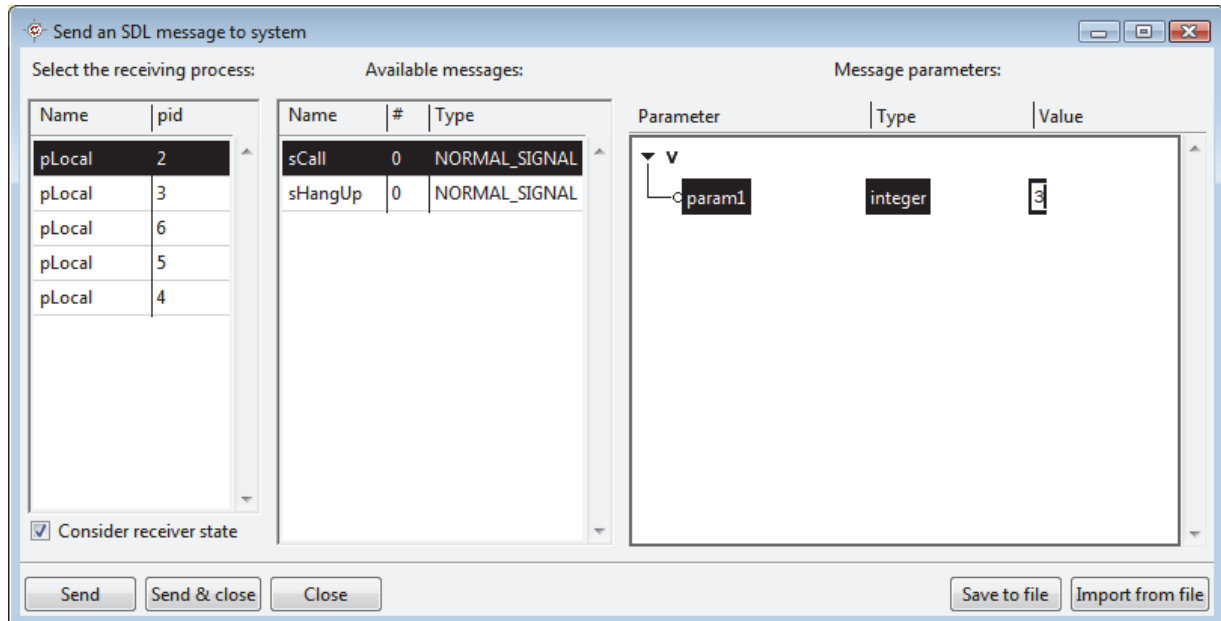 Send an SDL message to system
Select the receiving process: Available messages: Message parameters:
Name pid Name # Type Parameter Type Value
pLocal 2 sCall 0 NORMAL_SIGNAL V
pLocal 3 sHangUp 0 NORMAL_SIGNAL param1 integer 3
pLocal 6
pLocal 5
pLocal 4
Consider receiver state
Send Send & close Close Save to file Import from file